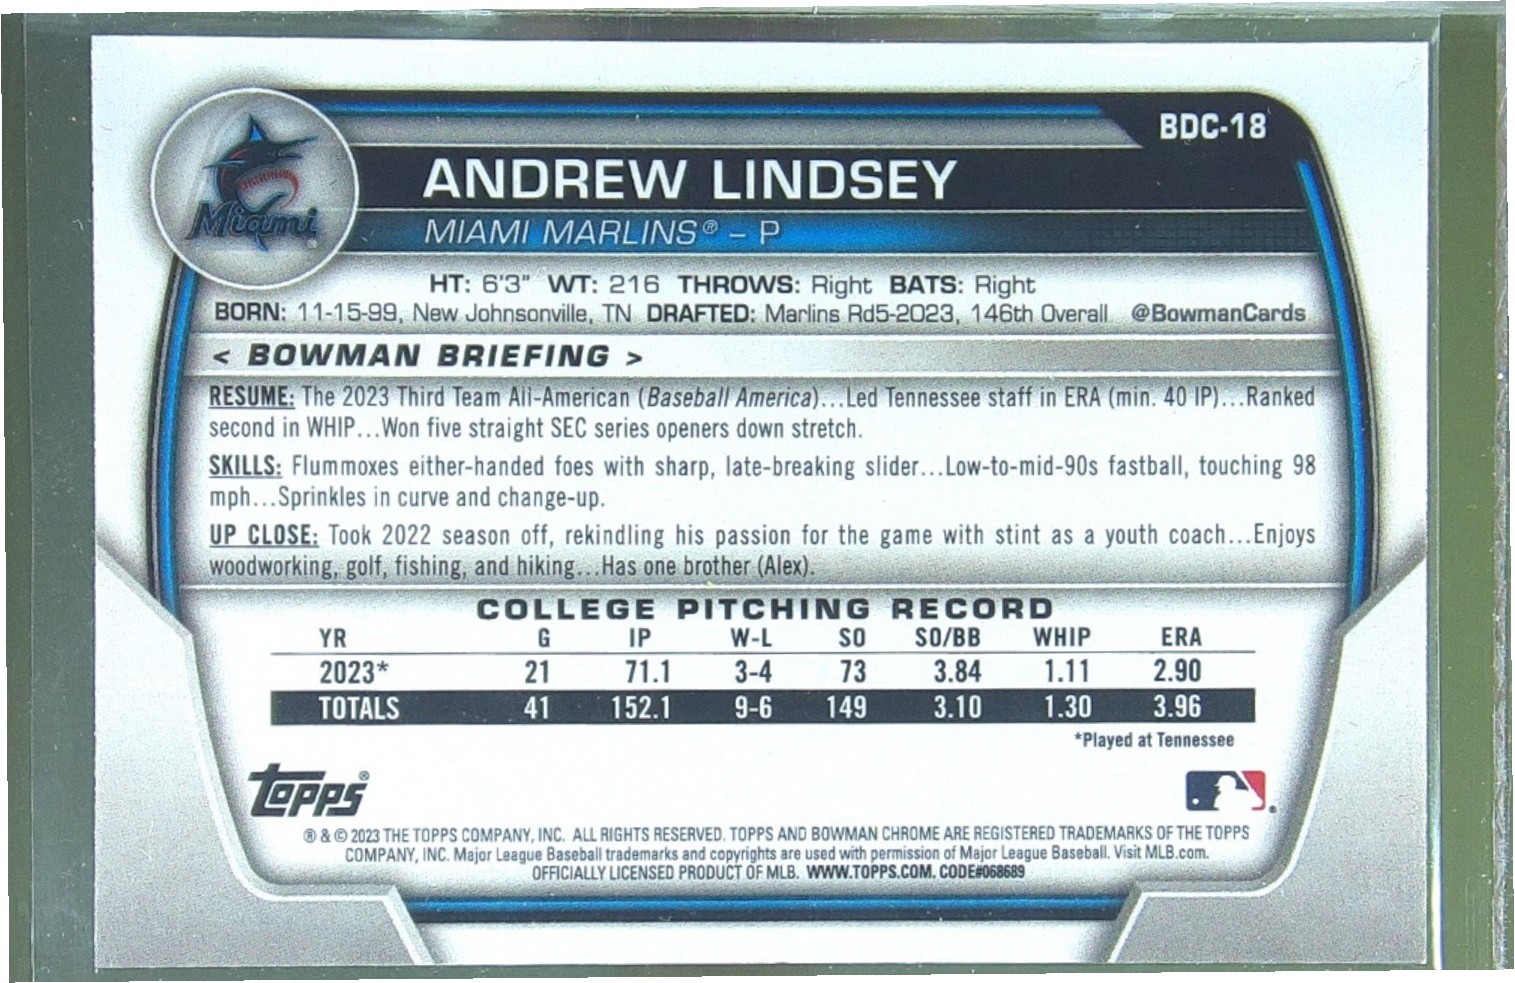 BDC-18
Miami
ANDREW LINDSEY
MIAMI MARLINS® – P
HT: 6'3" WT: 216 THROWS: Right BATS: Right
BORN: 11-15-99, New Johnsonville, TN DRAFTED: Marlins Rd5-2023, 146th Overall @BowmanCards
< BOWMAN BRIEFING >
RESUME: The 2023 Third Team All-American (Baseball America)...Led Tennessee staff in ERA (min. 40 IP)...Ranked
second in WHIP...Won five straight SEC series openers down stretch.
SKILLS: Flummoxes either-handed foes with sharp, late-breaking slider...Low-to-mid-90s fastball, touching 98
mph...Sprinkles in curve and change-up.
UP CLOSE: Took 2022 season off, rekindling his passion for the game with stint as a youth coach...Enjoys
woodworking, golf, fishing, and hiking...Has one brother (Alex).
COLLEGE PITCHING RECORD
YR G IP W-L SO SO/BB WHIP ERA
2023* 21 71.1 3-4 73 3.84 1.11 2.90
TOTALS 41 152.1 9-6 149 3.10 1.30 3.96
*Played at Tennessee
topps®
® & © 2023 THE TOPPS COMPANY, INC. ALL RIGHTS RESERVED. TOPPS AND BOWMAN CHROME ARE REGISTERED TRADEMARKS OF THE TOPPS
COMPANY, INC. Major League Baseball trademarks and copyrights are used with permission of Major League Baseball. Visit MLB.com.
OFFICIALLY LICENSED PRODUCT OF MLB. WWW.TOPPS.COM. CODE#068689